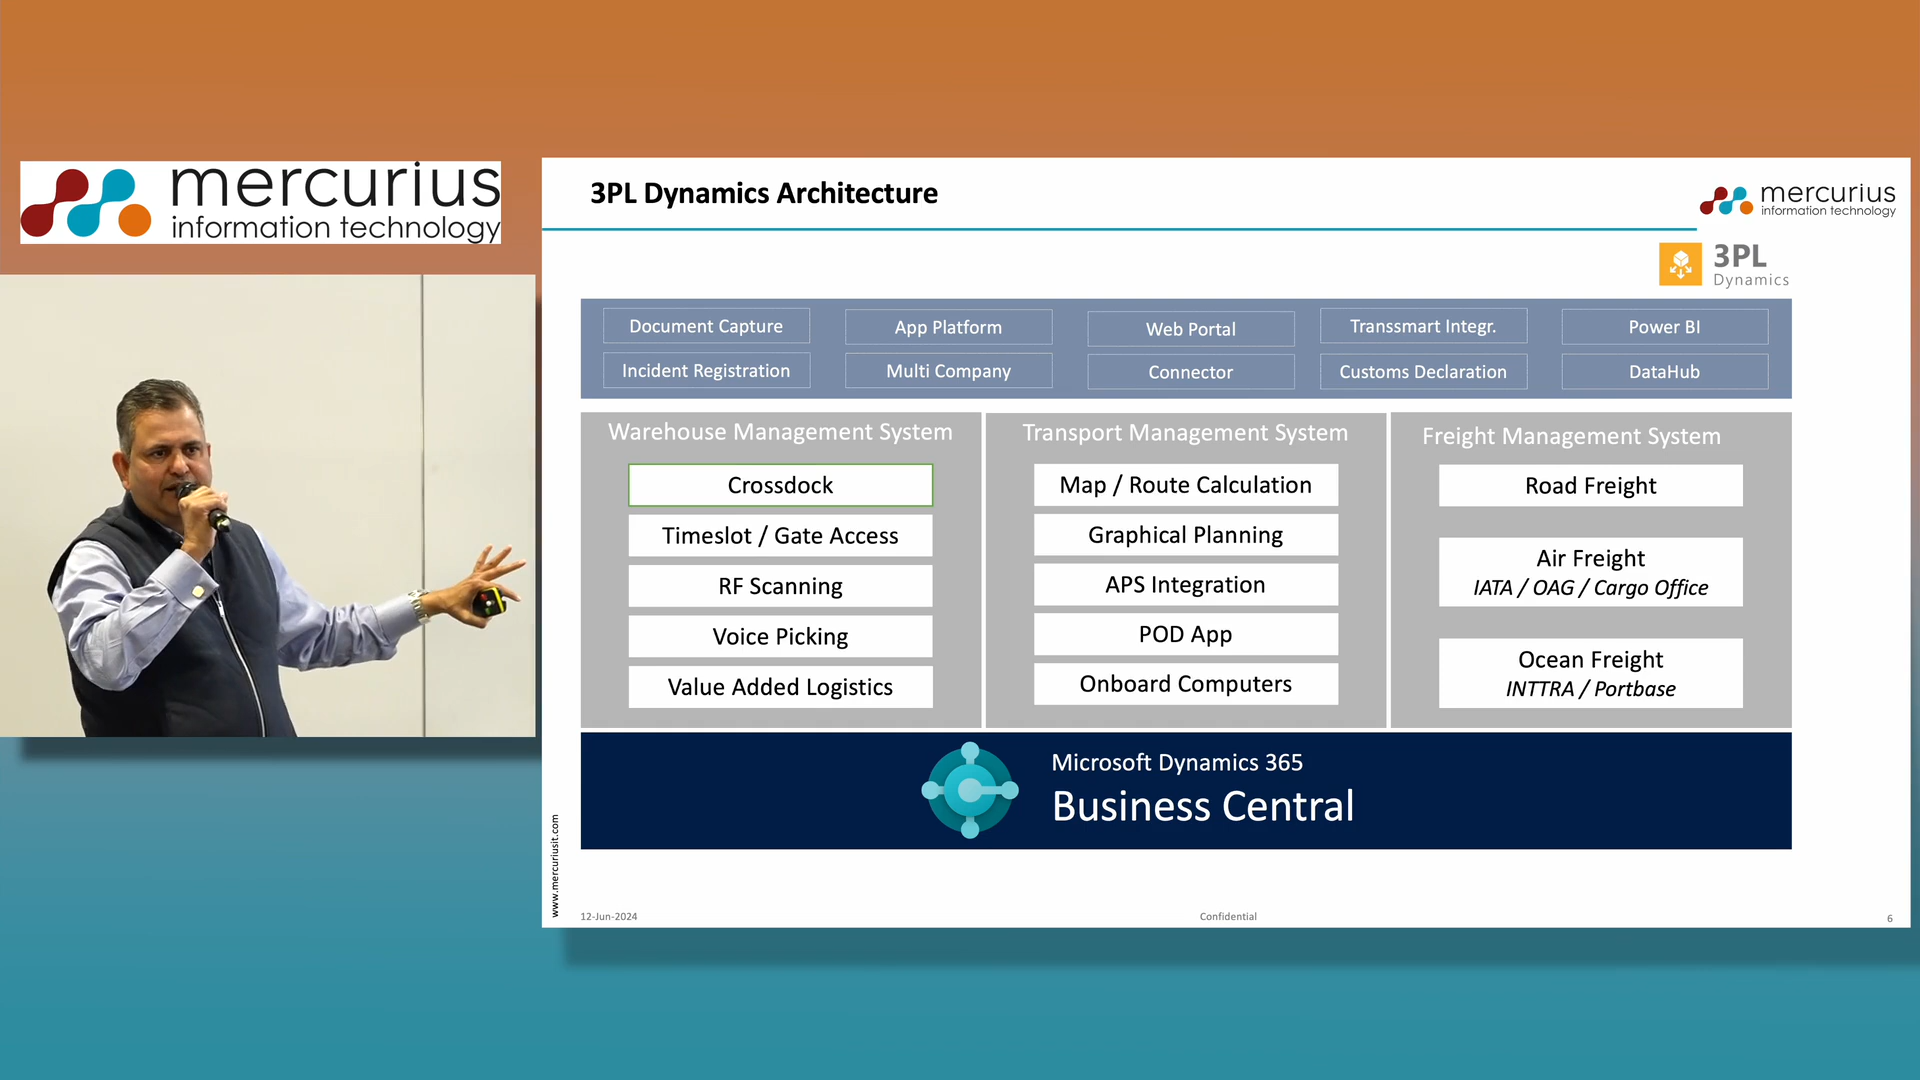 mercurius
information technology
3PL Dynamics Architecture
mercurius
information technology
3PL
Dynamics
Document Capture
App Platform
Web Portal
Transsmart Integr.
Power BI
Incident Registration
Multi Company
Connector
Customs Declaration
DataHub
Warehouse Management System
Crossdock
Timeslot / Gate Access
RF Scanning
Voice Picking
Value Added Logistics
Transport Management System
Map / Route Calculation
Graphical Planning
APS Integration
POD App
Onboard Computers
Freight Management System
Road Freight
Air Freight
IATA / OAG / Cargo Office
Ocean Freight
INTTRA / Portbase
Microsoft Dynamics 365
Business Central
www.mercuriusit.com
12-Jun-2024
Confidential
6